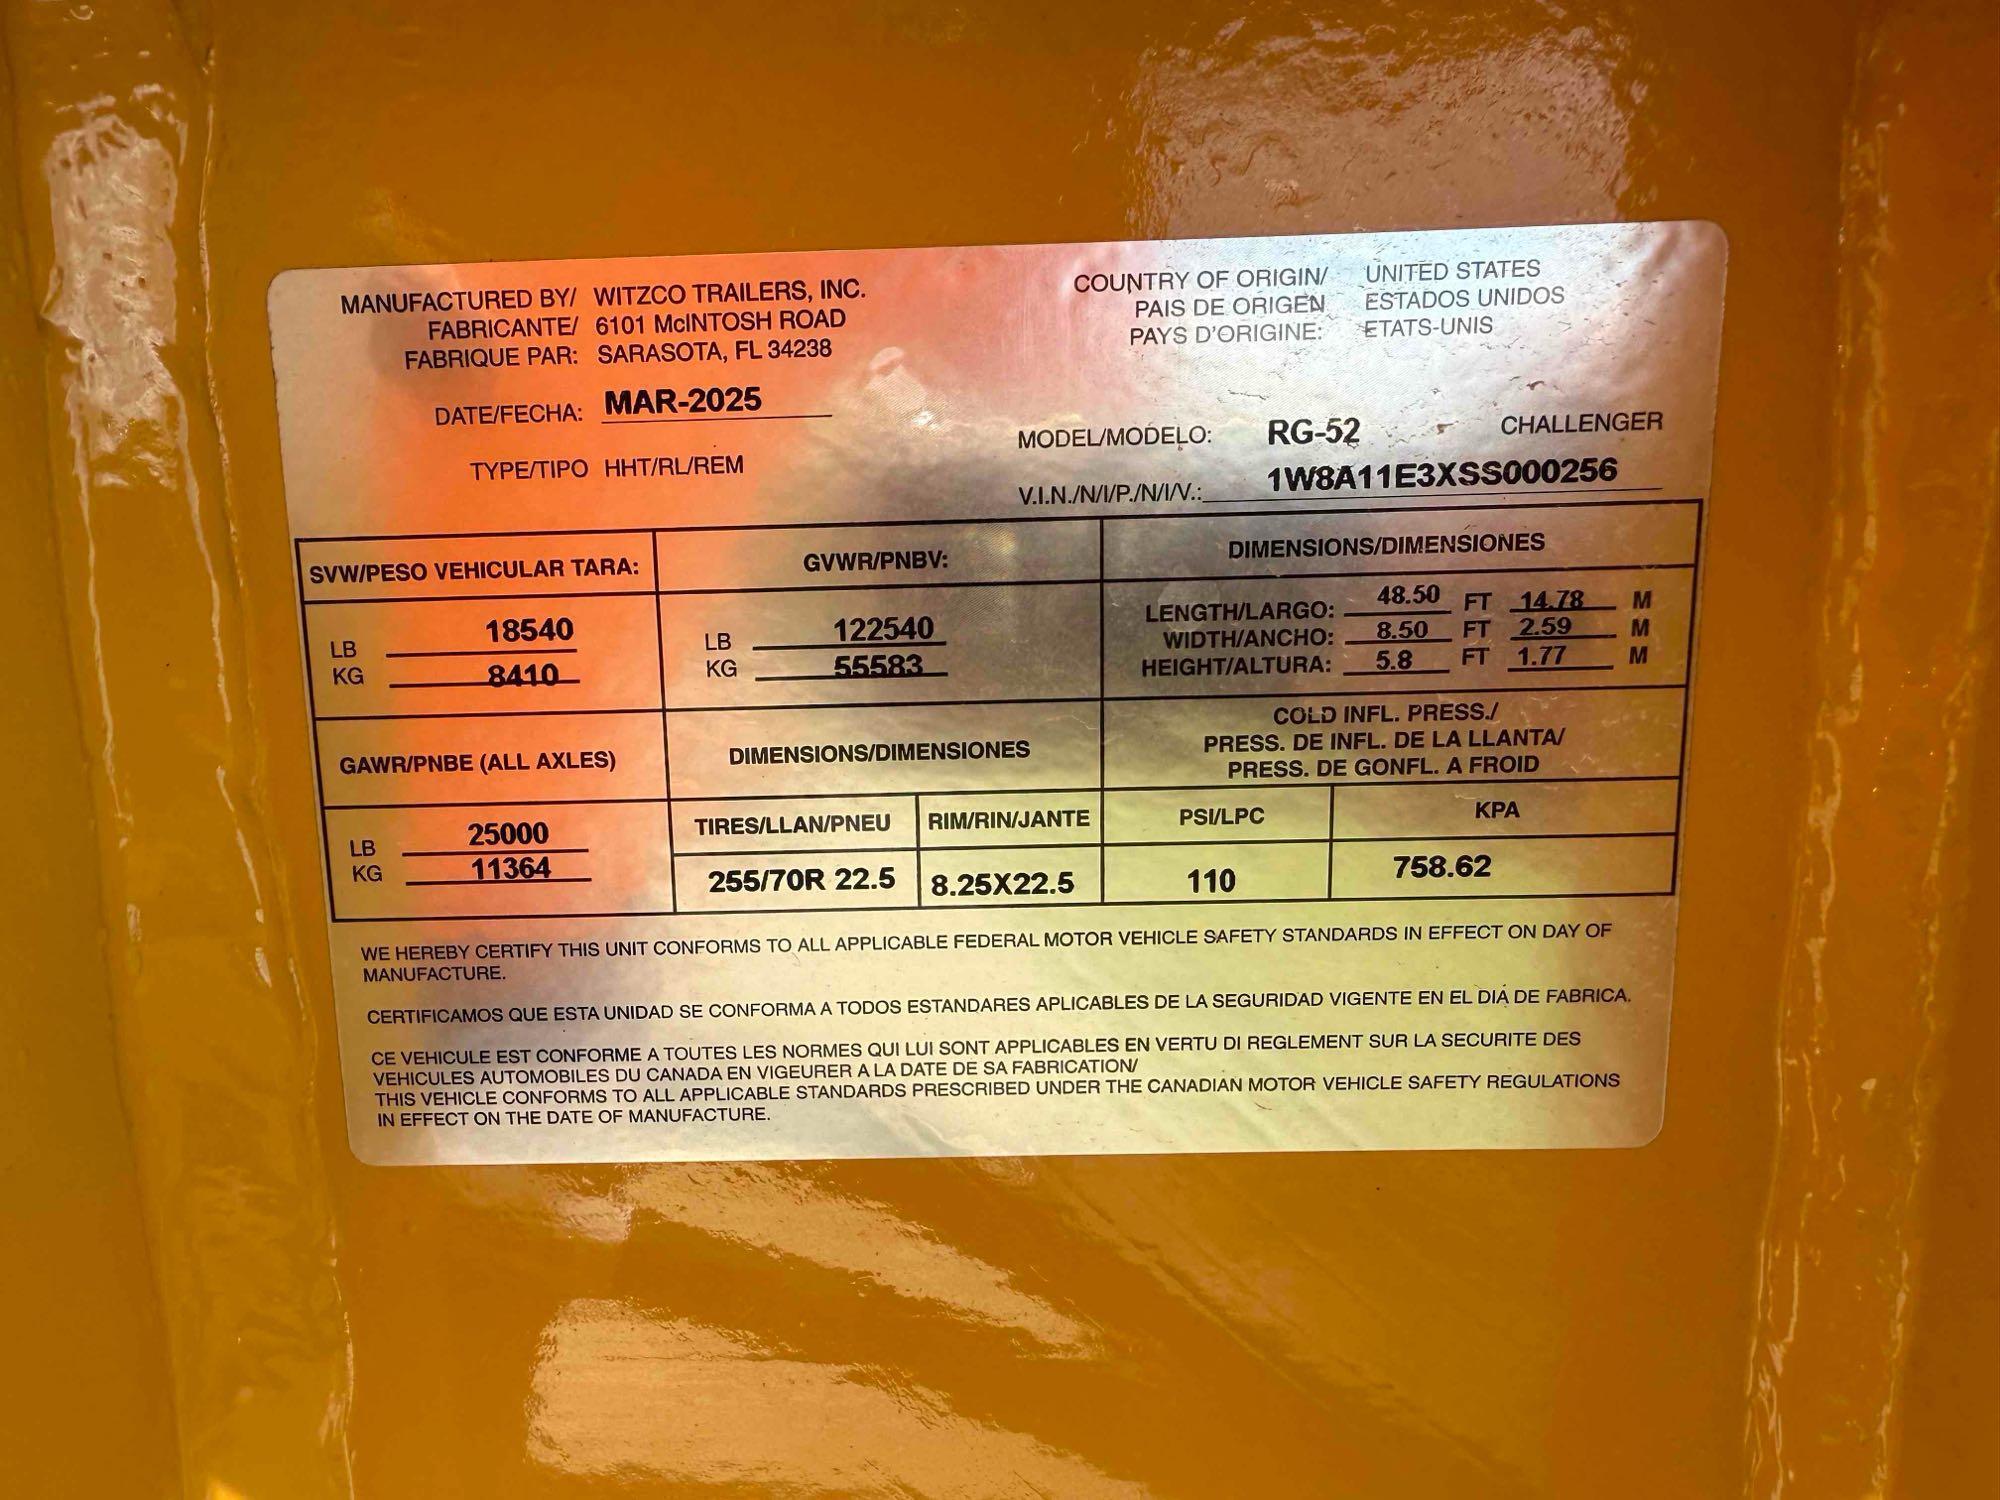 MANUFACTURED BY/ WITZCO TRAILERS, INC.
FABRICANTE/ 6101 McINTOSH ROAD
FABRIQUE PAR: SARASOTA, FL 34238
COUNTRY OF ORIGIN/ UNITED STATES
PAIS DE ORIGEN ESTADOS UNIDOS
PAYS D'ORIGINE: ETATS-UNIS
DATE/FECHA: MAR-2025
TYPE/TIPO HHT/RL/REM
MODEL/MODELO: RG-52 CHALLENGER
V.I.N./N/I/P./N/I/V.: 1W8A11E3XSS000256
SVW/PESO VEHICULAR TARA:
LB 18540
KG 8410
GVWR/PNBV:
LB 122540
KG 55583
DIMENSIONS/DIMENSIONES
LENGTH/LARGO: 48.50 FT 14.78 M
WIDTH/ANCHO: 8.50 FT 2.59 M
HEIGHT/ALTURA: 5.8 FT 1.77 M
GAWR/PNBE (ALL AXLES)
LB 25000
KG 11364
DIMENSIONS/DIMENSIONES
TIRES/LLAN/PNEU RIM/RIN/JANTE
255/70R 22.5 8.25X22.5
COLD INFL. PRESS./
PRESS. DE INFL. DE LA LLANTA/
PRESS. DE GONFL. A FROID
PSI/LPC KPA
110 758.62
WE HEREBY CERTIFY THIS UNIT CONFORMS TO ALL APPLICABLE FEDERAL MOTOR VEHICLE SAFETY STANDARDS IN EFFECT ON DAY OF
MANUFACTURE.
CERTIFICAMOS QUE ESTA UNIDAD SE CONFORMA A TODOS ESTANDARES APLICABLES DE LA SEGURIDAD VIGENTE EN EL DIA DE FABRICA.
CE VEHICULE EST CONFORME A TOUTES LES NORMES QUI LUI SONT APPLICABLES EN VERTU DI REGLEMENT SUR LA SECURITE DES
VEHICULES AUTOMOBILES DU CANADA EN VIGEURER A LA DATE DE SA FABRICATION/
THIS VEHICLE CONFORMS TO ALL APPLICABLE STANDARDS PRESCRIBED UNDER THE CANADIAN MOTOR VEHICLE SAFETY REGULATIONS
IN EFFECT ON THE DATE OF MANUFACTURE.